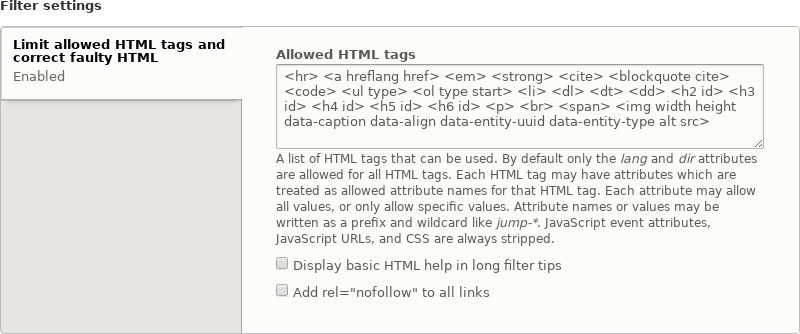 Filter settings
Limit allowed HTML tags and
correct faulty HTML
Enabled
Allowed HTML tags
<hr> <a hreflang href> <em> <strong> <cite> <blockquote cite>
<code> <ul type> <ol type start> <li> <dl> <dt> <dd> <h2 id> <h3
id> <h4 id> <h5 id> <h6 id> <p> <br> <span> <img width height
data-caption data-align data-entity-uuid data-entity-type alt src>
A list of HTML tags that can be used. By default only the lang and dir attributes
are allowed for all HTML tags. Each HTML tag may have attributes which are
treated as allowed attribute names for that HTML tag. Each attribute may allow
all values, or only allow specific values. Attribute names or values may be
written as a prefix and wildcard like jump-*. JavaScript event attributes,
JavaScript URLs, and CSS are always stripped.
Display basic HTML help in long filter tips
Add rel="nofollow" to all links